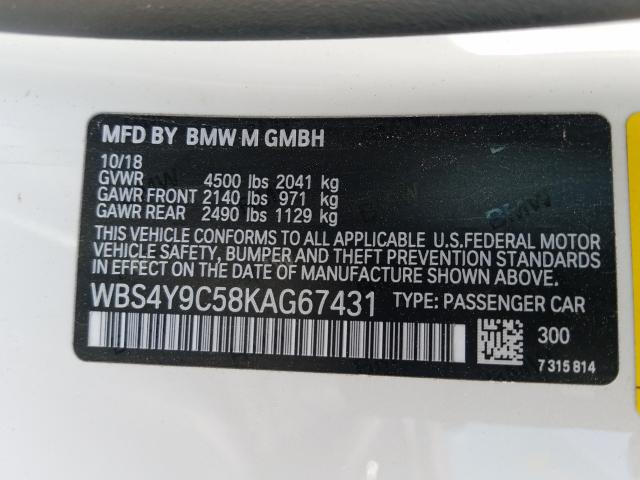 MFD BY BMW M GMBH
10/18
GVWR 4500 lbs 2041 kg
GAWR FRONT 2140 lbs 971 kg
GAWR REAR 2490 lbs 1129 kg
THIS VEHICLE CONFORMS TO ALL APPLICABLE U.S.FEDERAL MOTOR
VEHICLE SAFETY, BUMPER AND THEFT PREVENTION STANDARDS
IN EFFECT ON THE DATE OF MANUFACTURE SHOWN ABOVE.
WBS4Y9C58KAG67431 TYPE: PASSENGER CAR
300
7 315 814